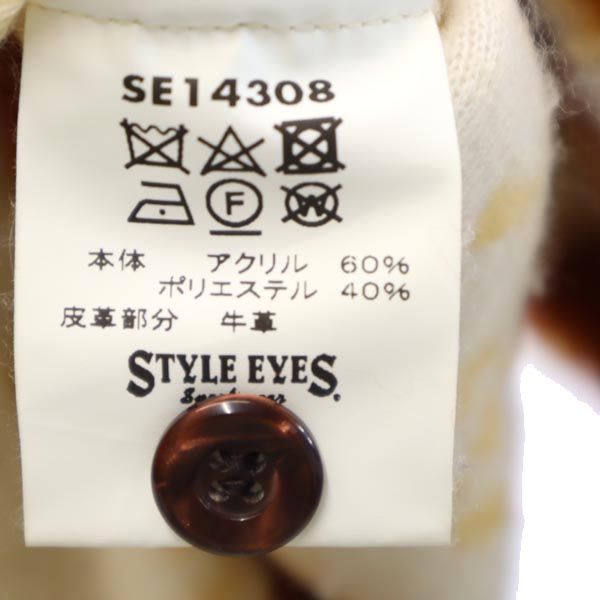 SE14308
F W
本体 アクリル 60%
ポリエステル 40%
皮革部分 牛革
STYLE EYES